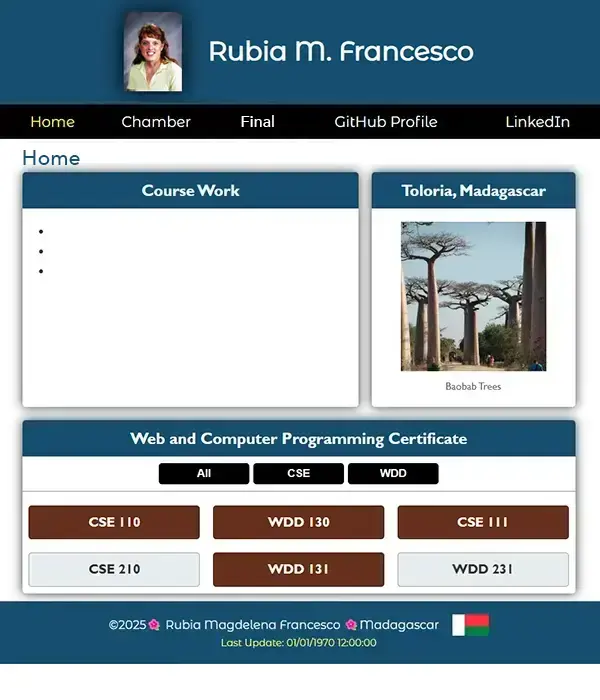 Rubia M. Francesco
Home Chamber Final GitHub Profile LinkedIn
Home
Course Work
Toloria, Madagascar
Baobab Trees
Web and Computer Programming Certificate
All CSE WDD
CSE 110 WDD 130 CSE 111
CSE 210 WDD 131 WDD 231
©2025🌺 Rubia Magdelena Francesco 🌺Madagascar
Last Update: 01/01/1970 12:00:00